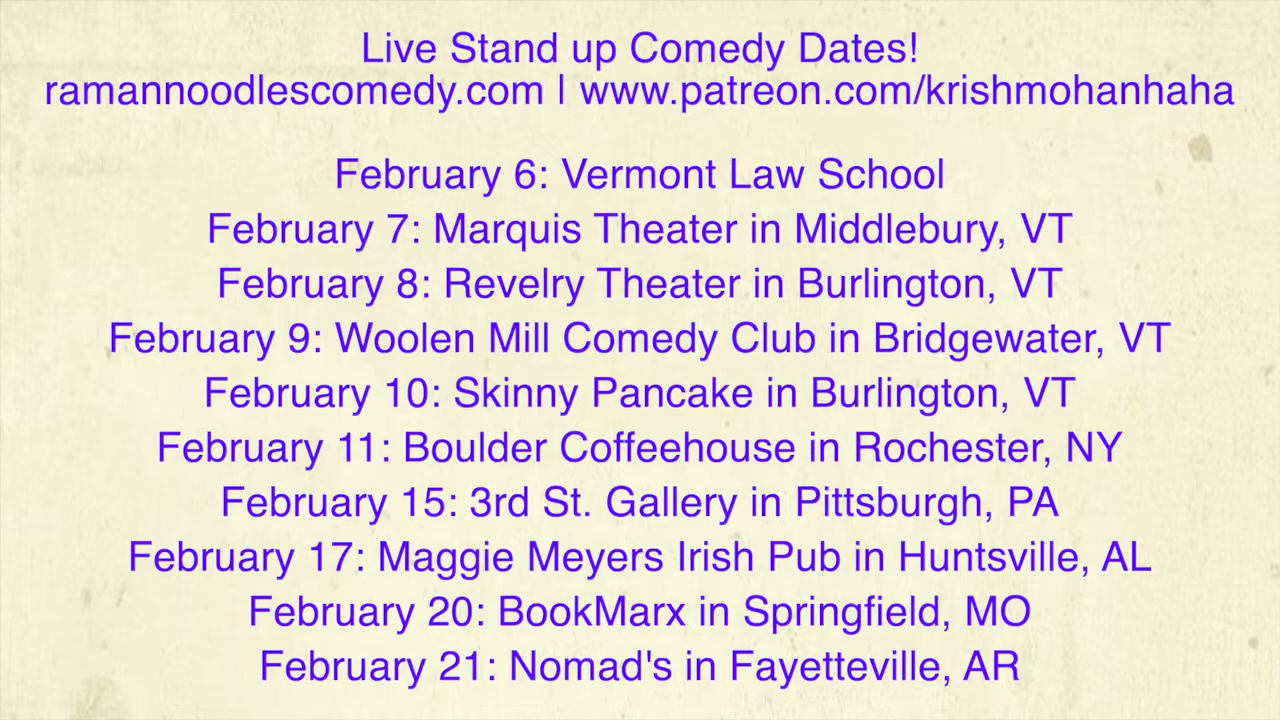 Live Stand up Comedy Dates!
ramannoodlescomedy.com | www.patreon.com/krishmohanhaha
February 6: Vermont Law School
February 7: Marquis Theater in Middlebury, VT
February 8: Revelry Theater in Burlington, VT
February 9: Woolen Mill Comedy Club in Bridgewater, VT
February 10: Skinny Pancake in Burlington, VT
February 11: Boulder Coffeehouse in Rochester, NY
February 15: 3rd St. Gallery in Pittsburgh, PA
February 17: Maggie Meyers Irish Pub in Huntsville, AL
February 20: BookMarx in Springfield, MO
February 21: Nomad's in Fayetteville, AR